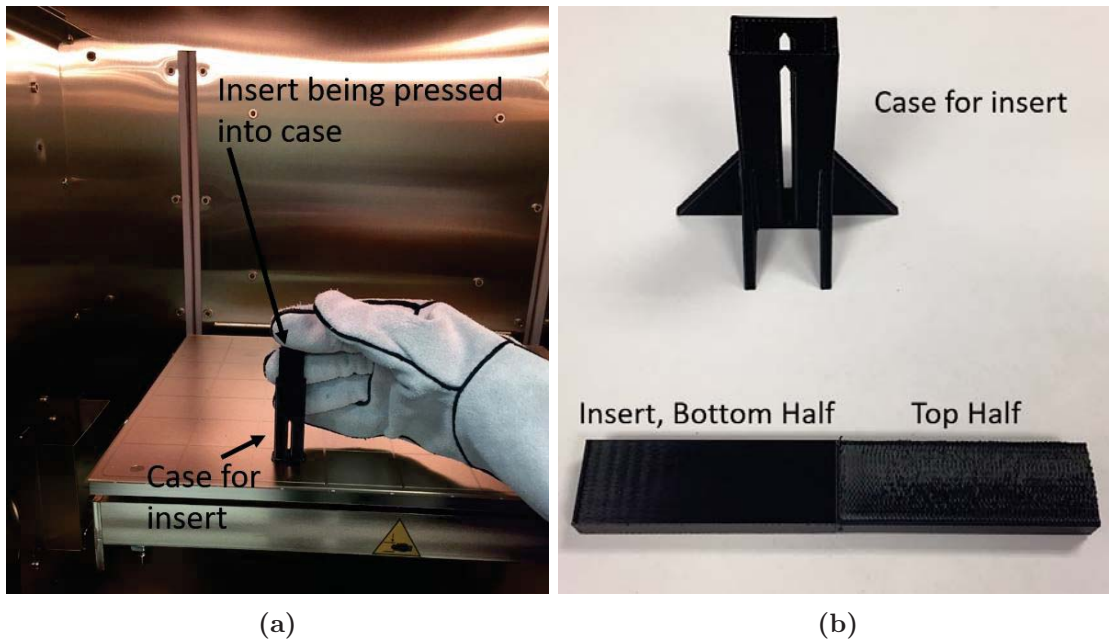 Insert being pressed
into case
Case for
insert
Case for insert
Insert, Bottom Half
Top Half
(a)
(b)